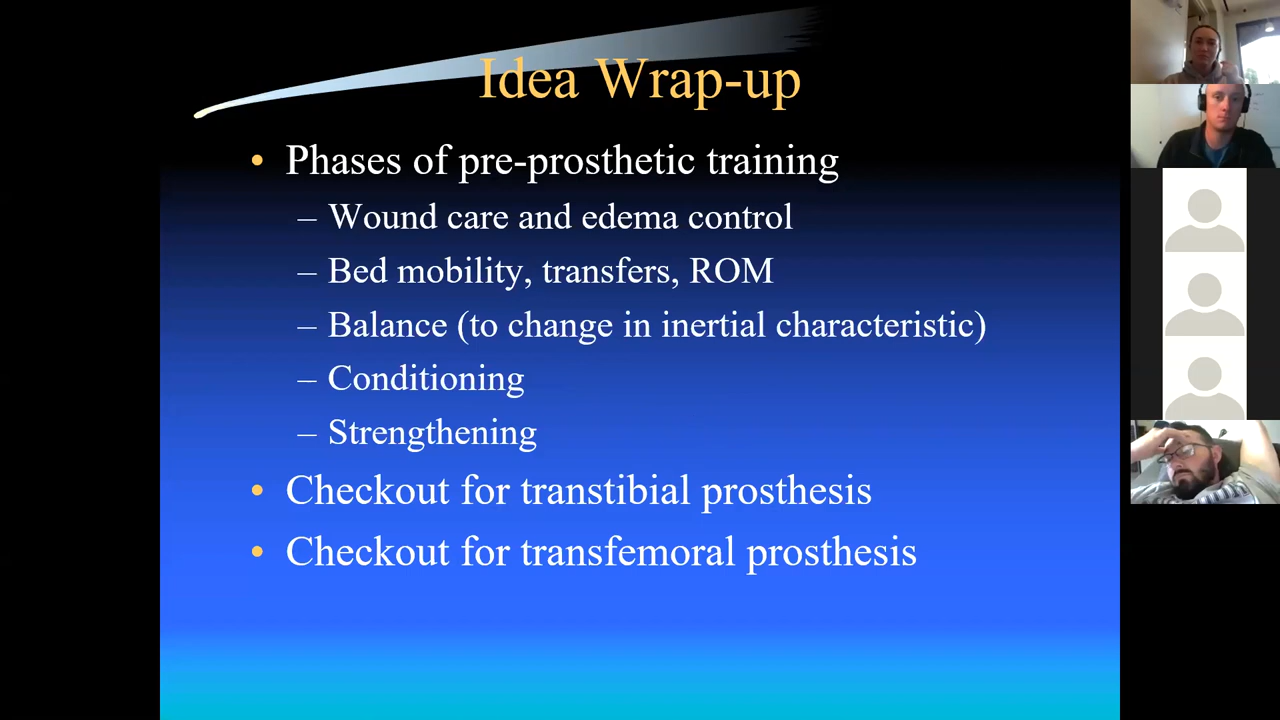 Idea Wrap-up
• Phases of pre-prosthetic training
– Wound care and edema control
– Bed mobility, transfers, ROM
– Balance (to change in inertial characteristic)
– Conditioning
– Strengthening
• Checkout for transtibial prosthesis
• Checkout for transfemoral prosthesis